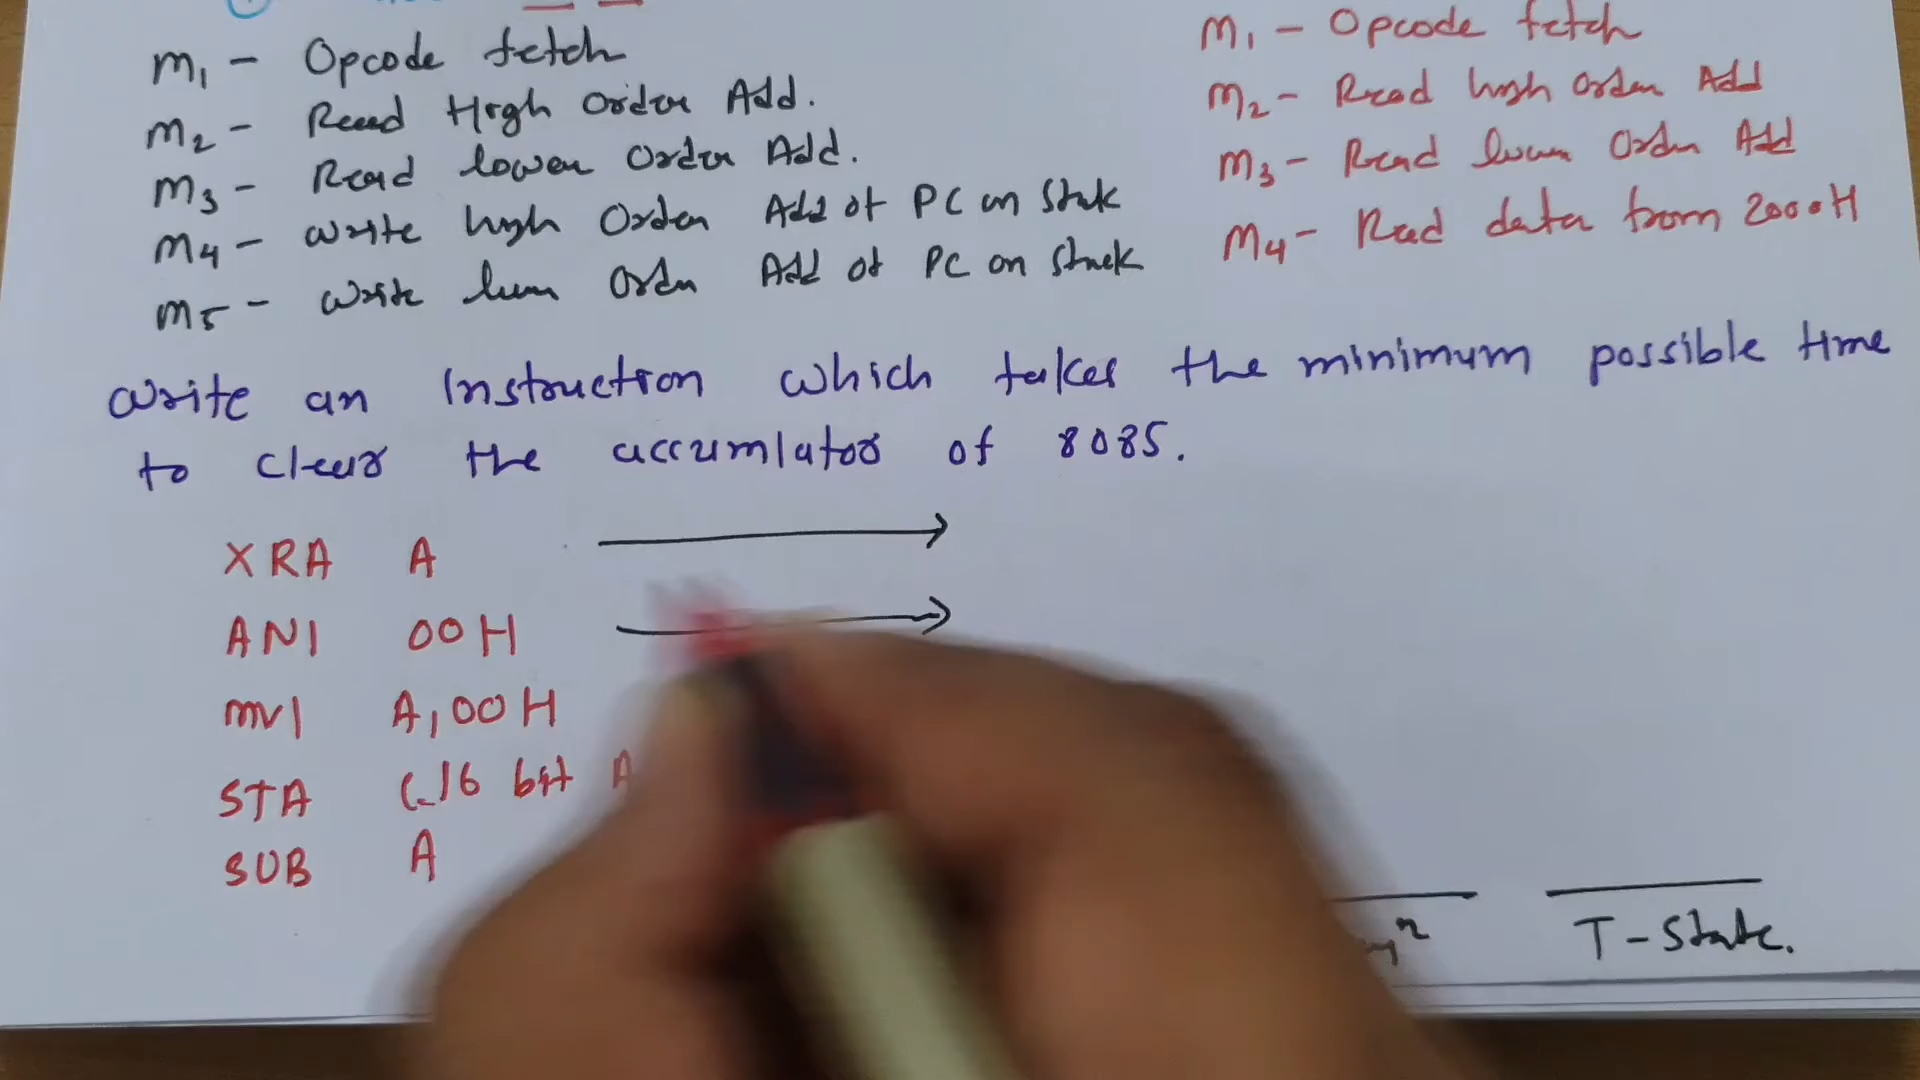 M1 - Opcode fetch
M2 - Read High Order Add.
M3 - Read lower Order Add.
M4 - write high Order Add of PC on Stak
M5 - write lower Order Add of PC on Stack
M1 - Opcode fetch
M2 - Read high Order Add
M3 - Read lower Order Add
M4 - Read data from 2000H
write an Instruction which takes the minimum possible time
to clear the accumlator of 8085.
XRA A
ANI 00H
MVI A,00H
STA (16 bit A
SUB A
T-State.